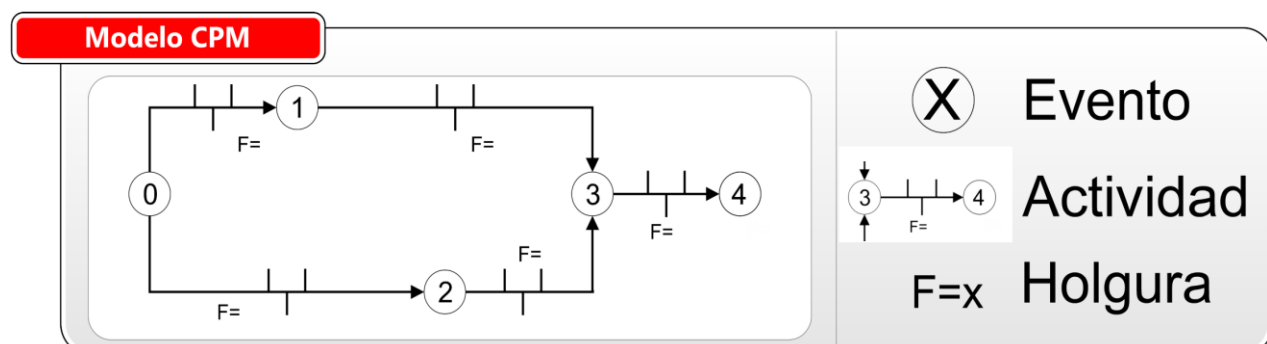 Modelo CPM
1
F=
F=
0
3
4
F=
F=
2
F=
X Evento
3
4
F=
Actividad
F=x Holgura